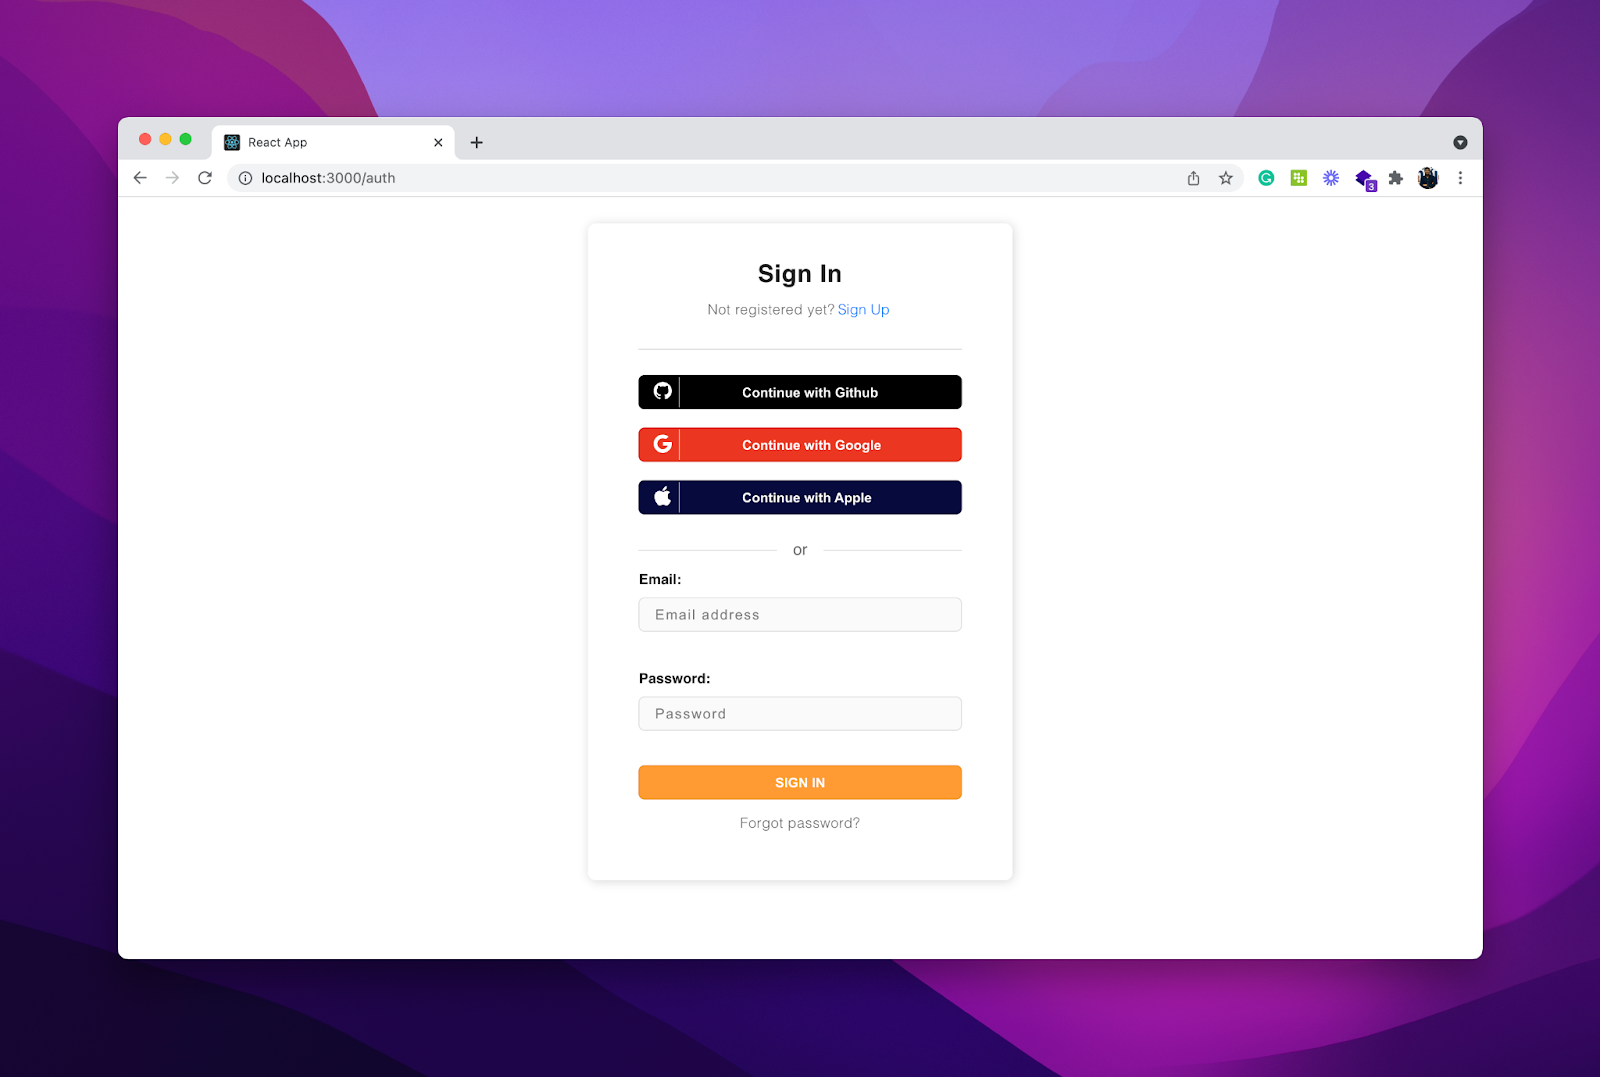 React App
localhost:3000/auth
3
Sign In
Not registered yet? Sign Up
Continue with Github
Continue with Google
Continue with Apple
or
Email:
Email address
Password:
Password
SIGN IN
Forgot password?